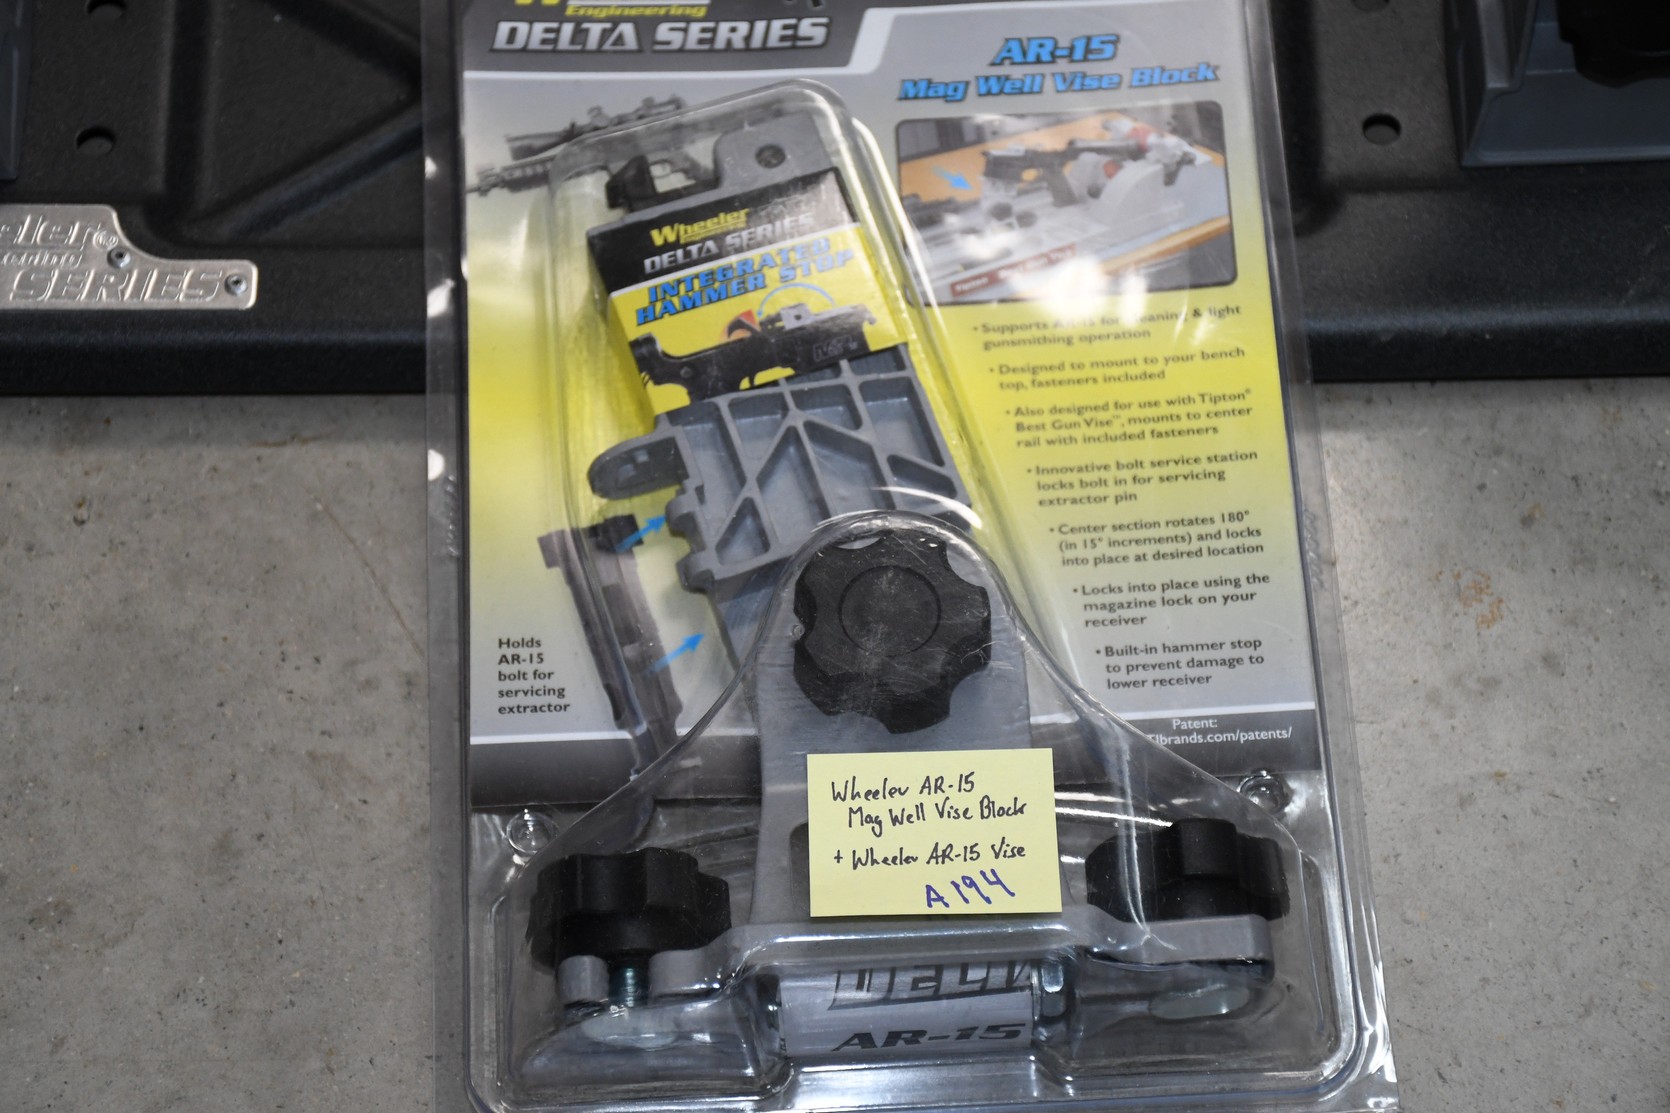 Engineering
DELTA SERIES
AR-15
Mag Well Vise Block
Wheeler
DELTA SERIES
INTEGRATED
HAMMER STOP
• Supports AR-15 for cleaning & light
gunsmithing operation
• Designed to mount to your bench
top, fasteners included
• Also designed for use with Tipton®
Best Gun Vise™, mounts to center
rail with included fasteners
• Innovative bolt service station
locks bolt in for servicing
extractor pin
• Center section rotates 180°
(in 15° increments) and locks
into place at desired location
• Locks into place using the
magazine lock on your
receiver
• Built-in hammer stop
to prevent damage to
lower receiver
Holds
AR-15
bolt for
servicing
extractor
Patent:
brands.com/patents/
SERIES
Wheeler AR-15
Mag Well Vise Block
+ Wheeler AR-15 Vise
A194
DELTA
AR-15